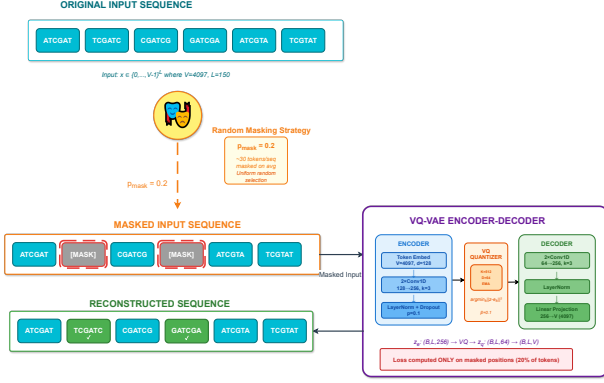 ORIGINAL INPUT SEQUENCE
ATCGAT TCGATC CGATCG GATCGA ATCGTA TCGTAT
Input: x ∈ {0,...,V-1}^L where V=4097, L=150
Random Masking Strategy
p_mask = 0.2
~30 tokens/seq
masked on avg
Uniform random
selection
p_mask = 0.2
MASKED INPUT SEQUENCE
ATCGAT [MASK] CGATCG [MASK] ATCGTA TCGTAT
Masked Input
RECONSTRUCTED SEQUENCE
ATCGAT TCGATC ✓ CGATCG GATCGA ✓ ATCGTA TCGTAT
VQ-VAE ENCODER-DECODER
ENCODER
Token Embed
V=4097, d=128
2×Conv1D
128→256, k=3
LayerNorm + Dropout
p=0.1
VQ
QUANTIZER
DECODER
2×Conv1D
64→256, k=3
LayerNorm
Linear Projection
256→V (4097)
(B,L,256) → VQ → z_q: (B,L,64) → (B,L,V)
Loss computed ONLY on masked positions (20% of tokens)